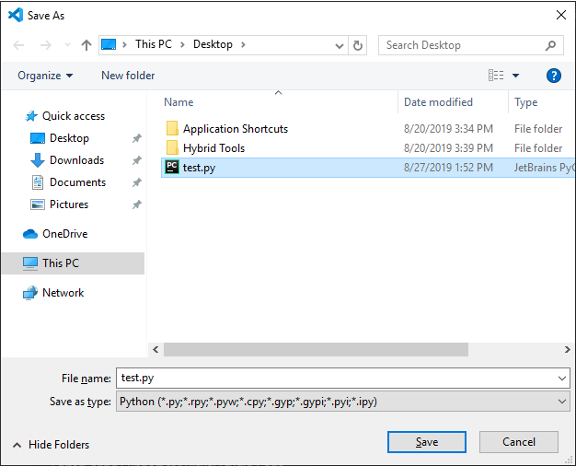 Save As
This PC > Desktop >
Search Desktop
Organize
New folder
?
Name Date modified Type
Quick access
Desktop
Downloads
Documents
Pictures
OneDrive
This PC
Network
Application Shortcuts 8/20/2019 3:34 PM File folder
Hybrid Tools 8/20/2019 3:39 PM File folder
PC test.py 8/27/2019 1:52 PM JetBrains PyC
File name: test.py
Save as type: Python (*.py;*.rpy;*.pyw;*.cpy;*.gyp;*.gypi;*.pyi;*.ipy)
Hide Folders
Save
Cancel